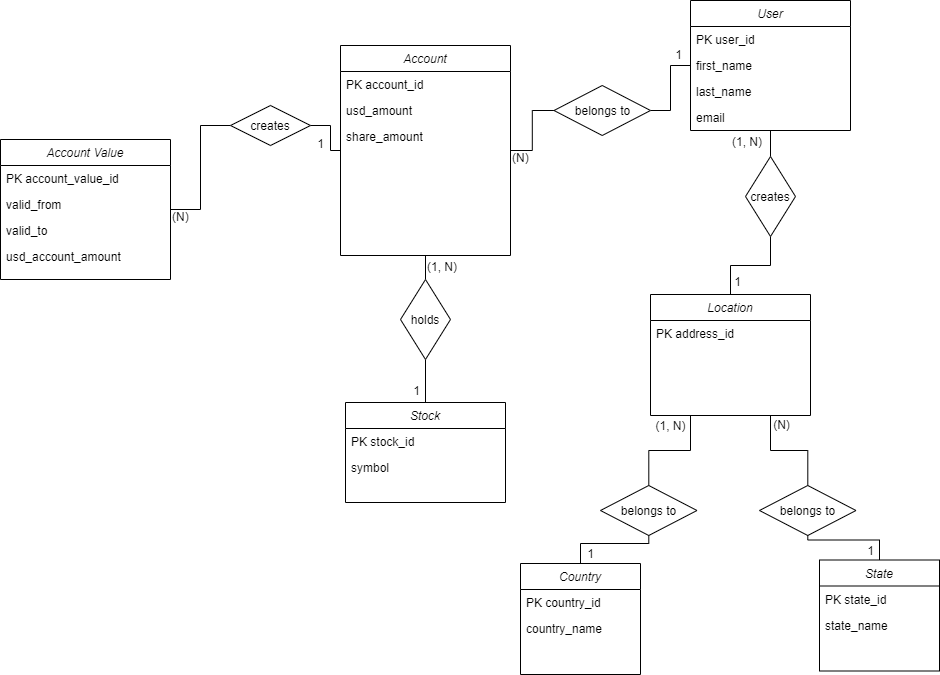 User
PK user_id
first_name
last_name
email
1
belongs to
(N)
Account
PK account_id
usd_amount
share_amount
creates
1
(N)
Account Value
PK account_value_id
valid_from
valid_to
usd_account_amount
(1, N)
creates
1
Location
PK address_id
(1, N)
holds
1
Stock
PK stock_id
symbol
(1, N)
belongs to
1
Country
PK country_id
country_name
(N)
belongs to
1
State
PK state_id
state_name